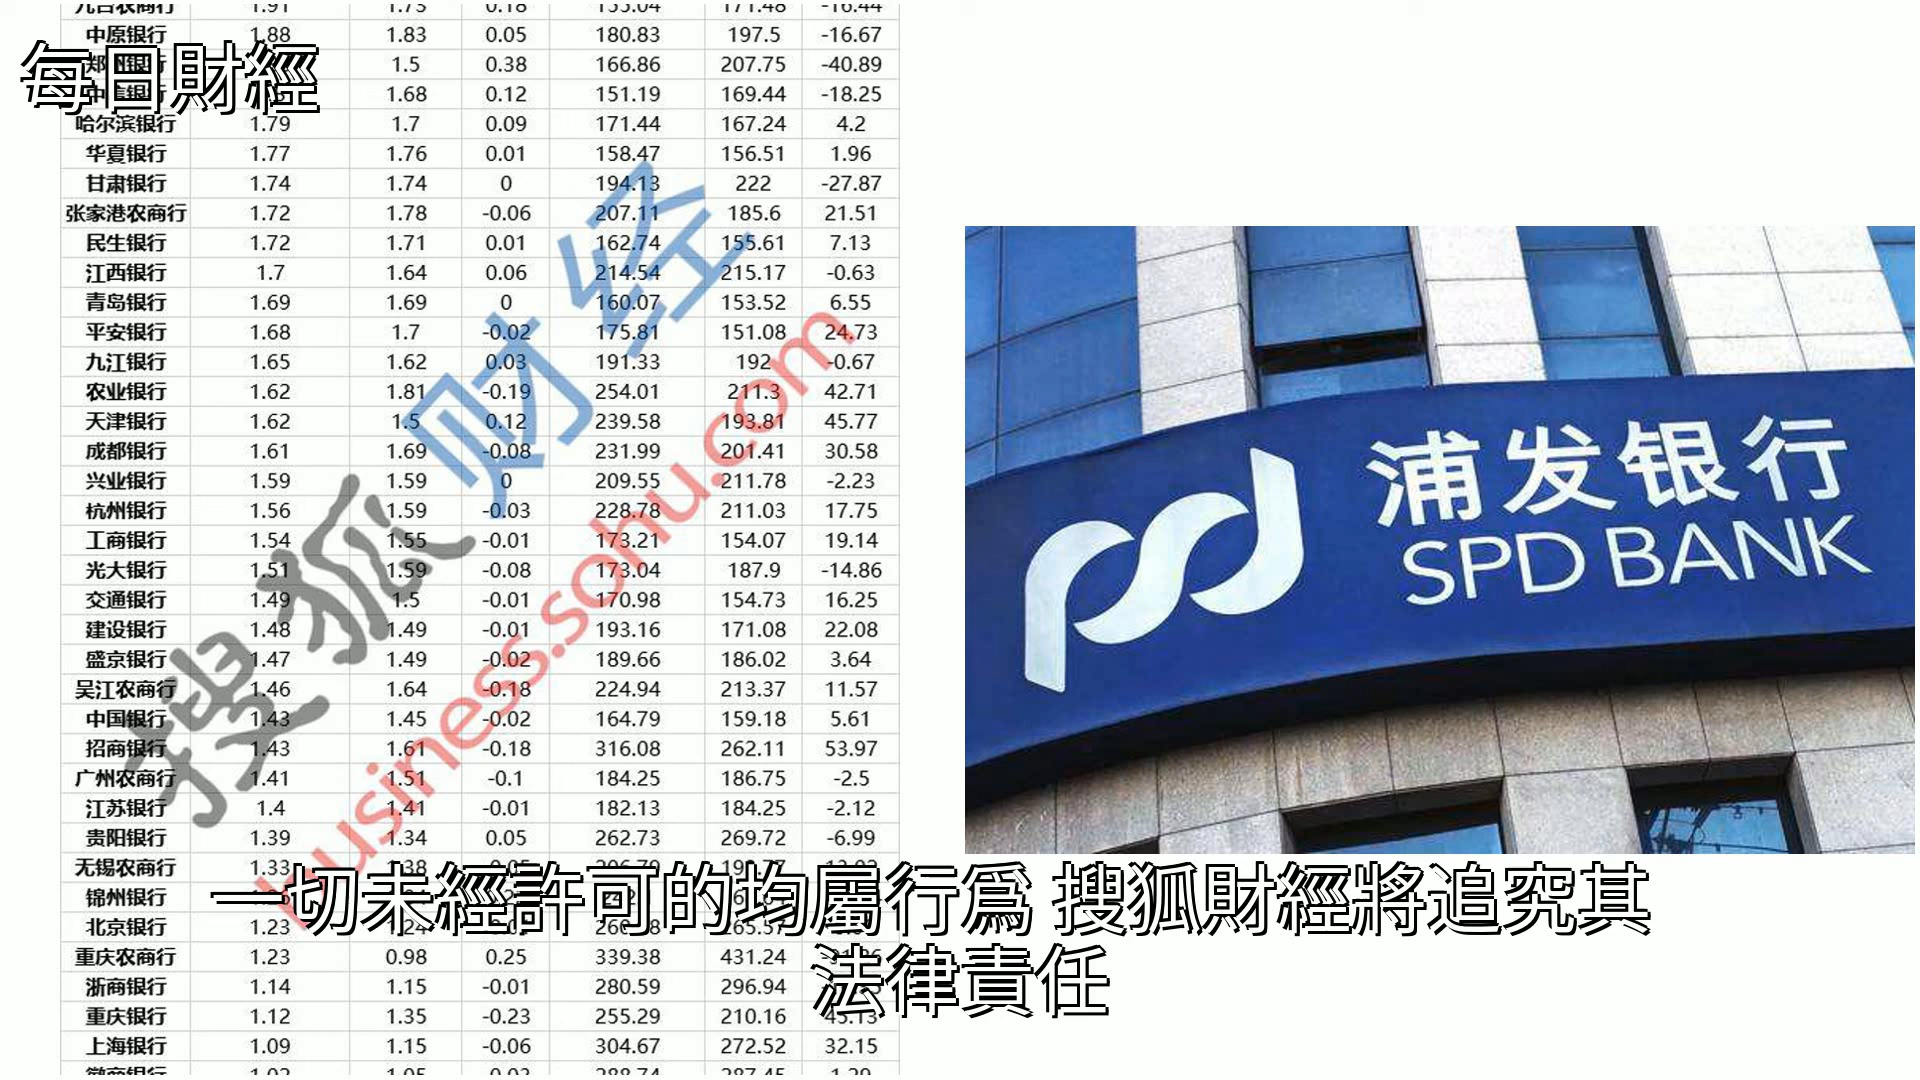 每日財經
中原银行 1.88 1.83 0.05 180.83 197.5 -16.67
1.5 0.38 166.86 207.75 -40.89
1.68 0.12 151.19 169.44 -18.25
哈尔滨银行 1.79 1.7 0.09 171.44 167.24 4.2
华夏银行 1.77 1.76 0.01 158.47 156.51 1.96
甘肃银行 1.74 1.74 0 194.13 222 -27.87
张家港农商行 1.72 1.78 -0.06 207.11 185.6 21.51
民生银行 1.72 1.71 0.01 162.74 155.61 7.13
江西银行 1.7 1.64 0.06 214.54 215.17 -0.63
青岛银行 1.69 1.69 0 160.07 153.52 6.55
平安银行 1.68 1.7 -0.02 175.81 151.08 24.73
九江银行 1.65 1.62 0.03 191.33 192 -0.67
农业银行 1.62 1.81 -0.19 254.01 211.3 42.71
天津银行 1.62 1.5 0.12 239.58 193.81 45.77
成都银行 1.61 1.69 -0.08 231.99 201.41 30.58
兴业银行 1.59 1.59 0 209.55 211.78 -2.23
杭州银行 1.56 1.59 -0.03 228.78 211.03 17.75
工商银行 1.54 1.55 -0.01 173.21 154.07 19.14
光大银行 1.51 1.59 -0.08 173.04 187.9 -14.86
交通银行 1.49 1.5 -0.01 170.98 154.73 16.25
建设银行 1.48 1.49 -0.01 193.16 171.08 22.08
盛京银行 1.47 1.49 -0.02 189.66 186.02 3.64
吴江农商行 1.46 1.64 -0.18 224.94 213.37 11.57
中国银行 1.43 1.45 -0.02 164.79 159.18 5.61
招商银行 1.43 1.61 -0.18 316.08 262.11 53.97
广州农商行 1.41 1.51 -0.1 184.25 186.75 -2.5
江苏银行 1.4 1.41 -0.01 182.13 184.25 -2.12
贵阳银行 1.39 1.34 0.05 262.73 269.72 -6.99
无锡农商行 1.33
锦州银行
北京银行 1.23
重庆农商行 1.23 0.98 0.25 339.38 431.24
浙商银行 1.14 1.15 -0.01 280.59 296.94
重庆银行 1.12 1.35 -0.23 255.29 210.16 45.13
上海银行 1.09 1.15 -0.06 304.67 272.52 32.15
搜狐财经
business.sohu.com
浦发银行
SPD BANK
一切未經許可的均屬行爲 搜狐財經將追究其
法律責任